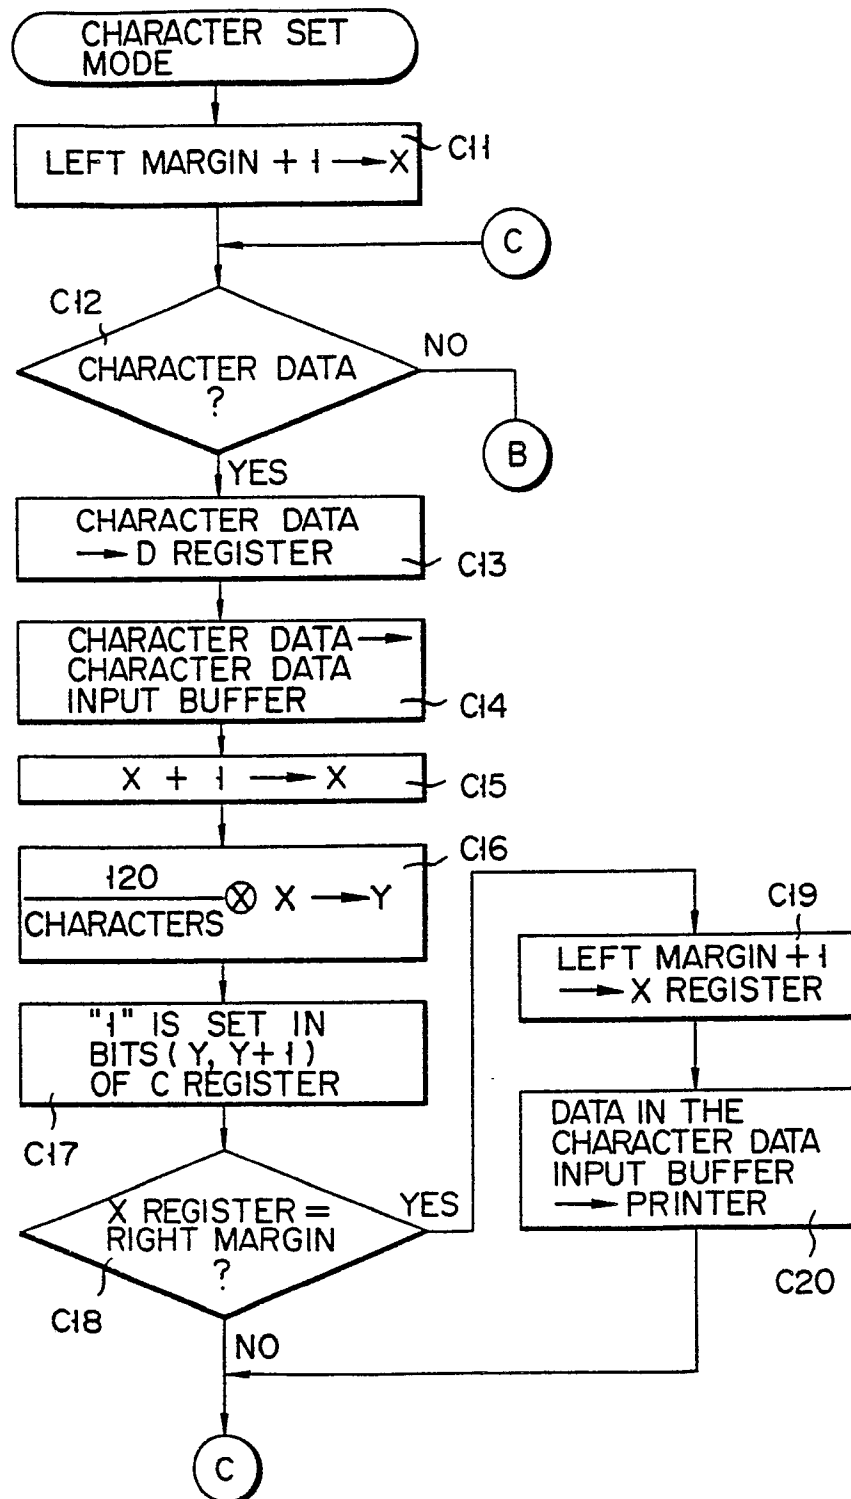 CHARACTER SET
MODE
LEFT MARGIN + 1 → X
C11
C
C12
CHARACTER DATA
?
NO
B
YES
CHARACTER DATA
→ D REGISTER
C13
CHARACTER DATA →
CHARACTER DATA
INPUT BUFFER
C14
X + 1 → X
C15
C16
120
CHARACTERS ⊗ X → Y
"1" IS SET IN
BITS (Y, Y+1)
OF C REGISTER
C17
X REGISTER =
RIGHT MARGIN
?
C18
YES
NO
C19
LEFT MARGIN + 1
→ X REGISTER
DATA IN THE
CHARACTER DATA
INPUT BUFFER
→ PRINTER
C20
C